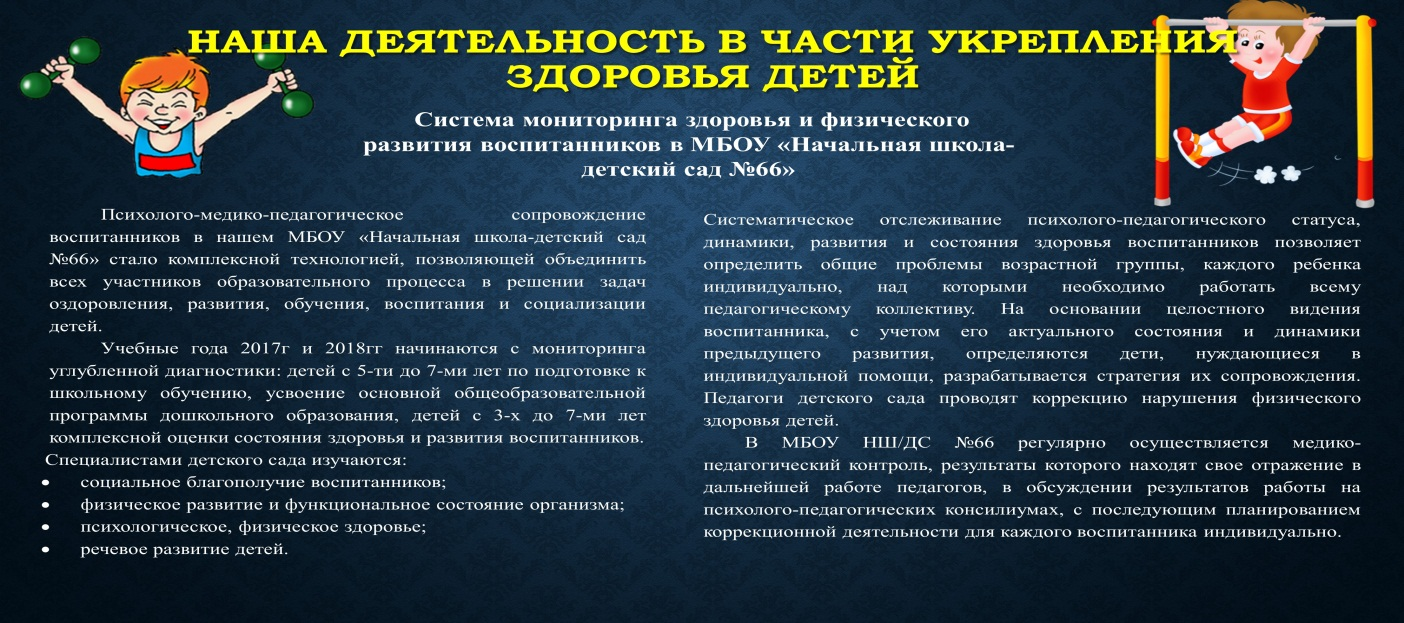 НАША ДЕЯТЕЛЬНОСТЬ В ЧАСТИ УКРЕПЛЕНИЯ
ЗДОРОВЬЯ ДЕТЕЙ
Система мониторинга здоровья и физического
развития воспитанников в МБОУ «Начальная школа-
детский сад №66»
Психолого-медико-педагогическое сопровождение
воспитанников в нашем МБОУ «Начальная школа-детский сад
№66» стало комплексной технологией, позволяющей объединить
всех участников образовательного процесса в решении задач
оздоровления, развития, обучения, воспитания и социализации
детей.
Учебные года 2017г и 2018гг начинаются с мониторинга
углубленной диагностики: детей с 5-ти до 7-ми лет по подготовке к
школьному обучению, усвоение основной общеобразовательной
программы дошкольного образования, детей с 3-х до 7-ми лет
комплексной оценки состояния здоровья и развития воспитанников.
Специалистами детского сада изучаются:
• социальное благополучие воспитанников;
• физическое развитие и функциональное состояние организма;
• психологическое, физическое здоровье;
• речевое развитие детей.
Систематическое отслеживание психолого-педагогического статуса,
динамики, развития и состояния здоровья воспитанников позволяет
определить общие проблемы возрастной группы, каждого ребенка
индивидуально, над которыми необходимо работать всему
педагогическому коллективу. На основании целостного видения
воспитанника, с учетом его актуального состояния и динамики
предыдущего развития, определяются дети, нуждающиеся в
индивидуальной помощи, разрабатывается стратегия их сопровождения.
Педагоги детского сада проводят коррекцию нарушения физического
здоровья детей.
В МБОУ НШ/ДС №66 регулярно осуществляется медико-
педагогический контроль, результаты которого находят свое отражение в
дальнейшей работе педагогов, в обсуждении результатов работы на
психолого-педагогических консилиумах, с последующим планированием
коррекционной деятельности для каждого воспитанника индивидуально.